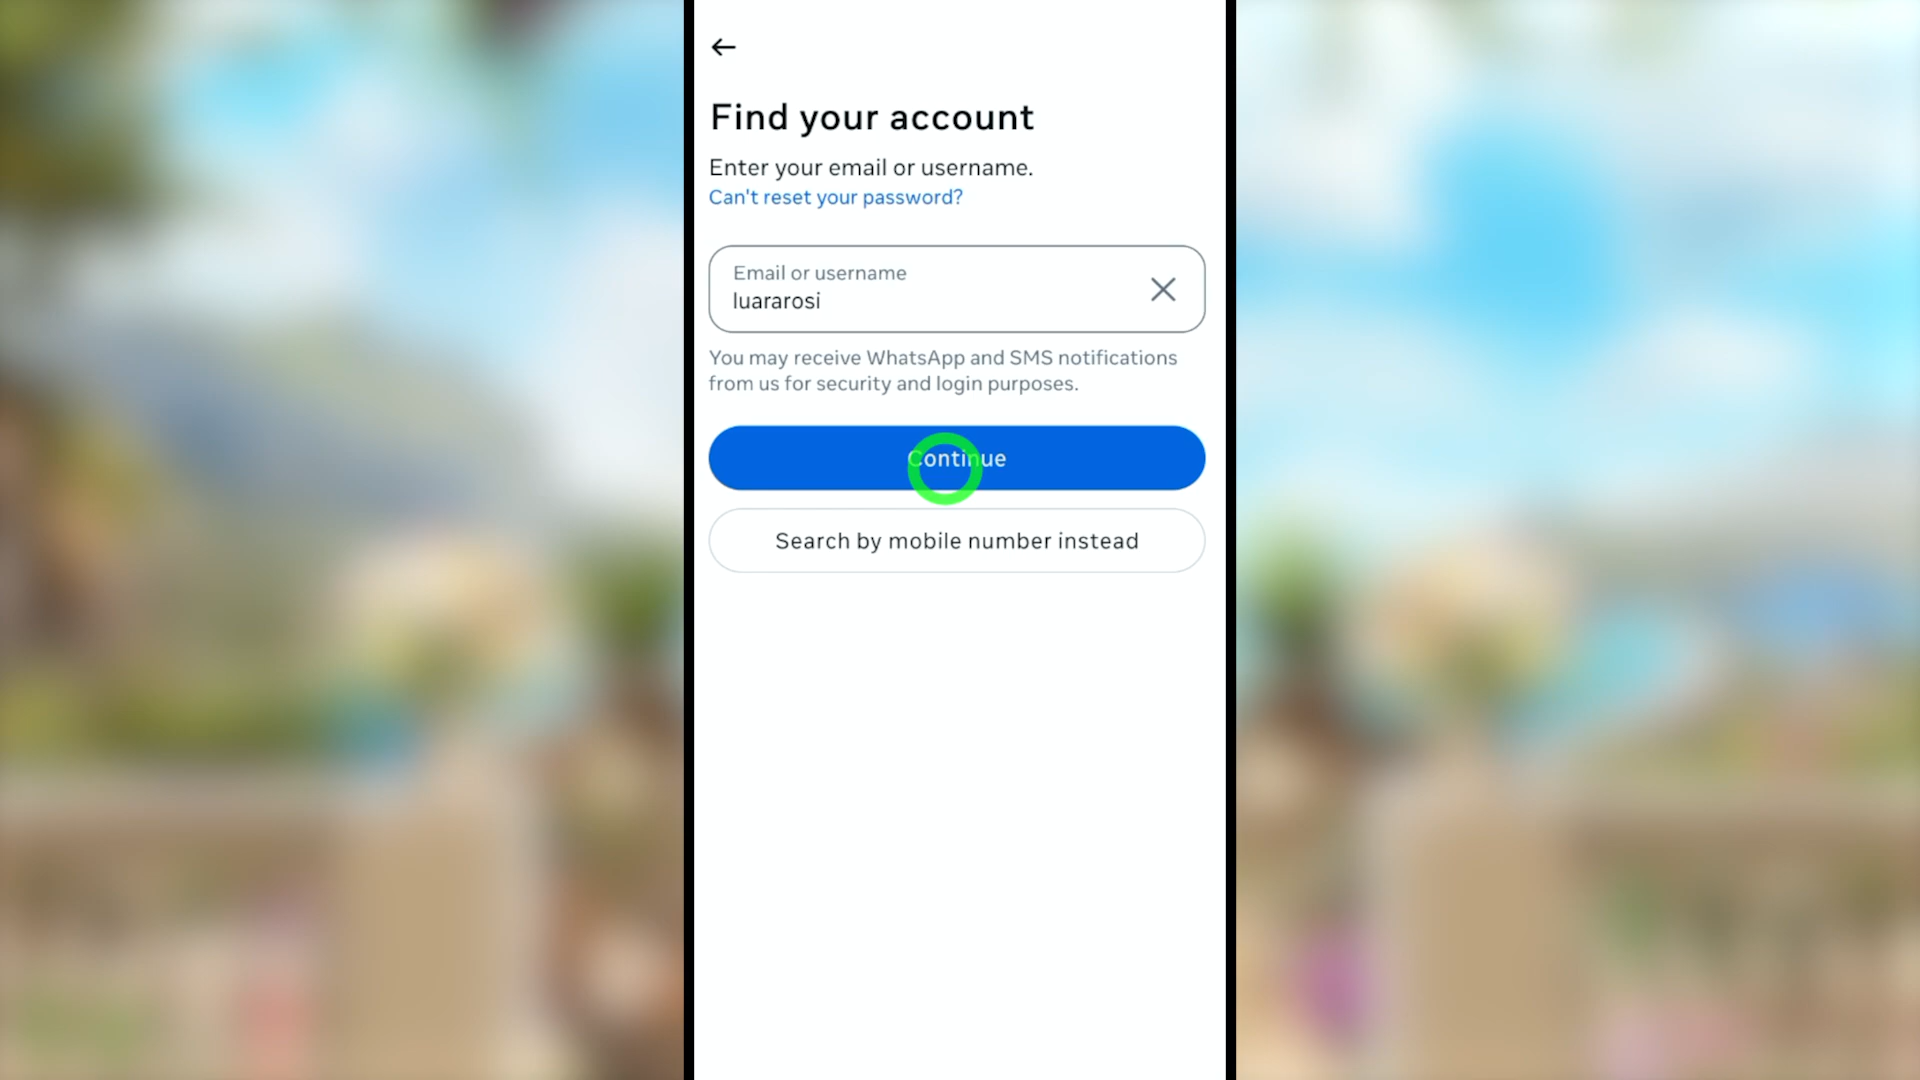 Find your account
Enter your email or username.
Can't reset your password?
Email or username
luararosi
You may receive WhatsApp and SMS notifications
from us for security and login purposes.
Continue
Search by mobile number instead